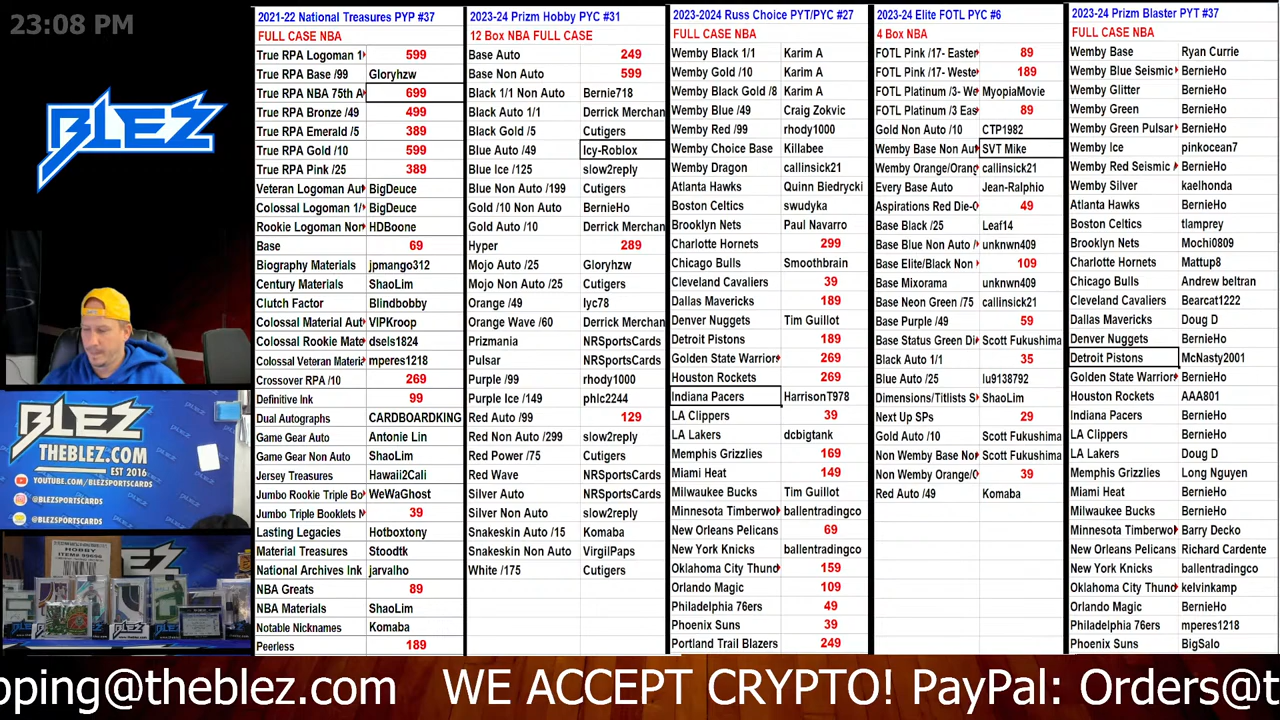 23:08 PM
BLEZ
BLEZ
THEBLEZ.COM
EST 2016
YOUTUBE.COM/BLEZSPORTSCARDS
@BLEZSPORTSCARDS
@BLEZSPORTSCARDS
HOBBY
2021-22 National Treasures PYP #37
FULL CASE NBA
True RPA Logoman 1 599
True RPA Base /99 Gloryhzw
True RPA NBA 75th A 699
True RPA Bronze /49 499
True RPA Emerald /5 389
True RPA Gold /10 599
True RPA Pink /25 389
Veteran Logoman Au BigDeuce
Colossal Logoman 1/ BigDeuce
Rookie Logoman Non HDBoone
Base 69
Biography Materials jpmango312
Century Materials ShaoLim
Clutch Factor Blindbobby
Colossal Material Aut VIPKroop
Colossal Rookie Mate dsels1824
Colossal Veteran Materi mperes1218
Crossover RPA /10 269
Definitive Ink 99
Dual Autographs CARDBOARDKING
Game Gear Auto Antonie Lin
Game Gear Non Auto ShaoLim
Jersey Treasures Hawaii2Cali
Jumbo Rookie Triple Bo WeWaGhost
Jumbo Triple Booklets N 39
Lasting Legacies Hotboxtony
Material Treasures Stoodtk
National Archives Ink jarvalho
NBA Greats 89
NBA Materials ShaoLim
Notable Nicknames Komaba
Peerless 189
2023-24 Prizm Hobby PYC #31
12 Box NBA FULL CASE
Base Auto 249
Base Non Auto 599
Black 1/1 Non Auto Bernie718
Black Auto 1/1 Derrick Merchan
Black Gold /5 Cutigers
Blue Auto /49 Icy-Roblox
Blue Ice /125 slow2reply
Blue Non Auto /199 Cutigers
Gold /10 Non Auto BernieHo
Gold Auto /10 Derrick Merchan
Hyper 289
Mojo Auto /25 Gloryhzw
Mojo Non Auto /25 Cutigers
Orange /49 lyc78
Orange Wave /60 Derrick Merchan
Prizmania NRSportsCards
Pulsar NRSportsCards
Purple /99 rhody1000
Purple Ice /149 phlc2244
Red Auto /99 129
Red Non Auto /299 slow2reply
Red Power /75 Cutigers
Red Wave NRSportsCards
Silver Auto NRSportsCards
Silver Non Auto slow2reply
Snakeskin Auto /15 Komaba
Snakeskin Non Auto VirgilPaps
White /175 Cutigers
2023-2024 Russ Choice PYT/PYC #27
FULL CASE NBA
Wemby Black 1/1 Karim A
Wemby Gold /10 Karim A
Wemby Black Gold /8 Karim A
Wemby Blue /49 Craig Zokvic
Wemby Red /99 rhody1000
Wemby Choice Base Killabee
Wemby Dragon callinsick21
Atlanta Hawks Quinn Biedrycki
Boston Celtics swudyka
Brooklyn Nets Paul Navarro
Charlotte Hornets 299
Chicago Bulls Smoothbrain
Cleveland Cavaliers 39
Dallas Mavericks 189
Denver Nuggets Tim Guillot
Detroit Pistons 189
Golden State Warrior 269
Houston Rockets 269
Indiana Pacers HarrisonT978
LA Clippers 39
LA Lakers dcbigtank
Memphis Grizzlies 169
Miami Heat 149
Milwaukee Bucks Tim Guillot
Minnesota Timberwo ballentradingco
New Orleans Pelicans 69
New York Knicks ballentradingco
Oklahoma City Thun 159
Orlando Magic 109
Philadelphia 76ers 49
Phoenix Suns 39
Portland Trail Blazers 249
2023-24 Elite FOTL PYC #6
4 Box NBA
FOTL Pink /17- Easter 89
FOTL Pink /17- Weste 189
FOTL Platinum /3- We MyopiaMovie
FOTL Platinum /3 Eas 89
Gold Non Auto /10 CTP1982
Wemby Base Non Au SVT Mike
Wemby Orange/Oran callinsick21
Every Base Auto Jean-Ralphio
Aspirations Red Die-C 49
Base Black /25 Leaf14
Base Blue Non Auto / unknwn409
Base Elite/Black Non 109
Base Mixorama unknwn409
Base Neon Green /75 callinsick21
Base Purple /49 59
Base Status Green Di Scott Fukushima
Black Auto 1/1 35
Blue Auto /25 lu9138792
Dimensions/Titlists S ShaoLim
Next Up SPs 29
Gold Auto /10 Scott Fukushima
Non Wemby Base No Scott Fukushima
Non Wemby Orange/O 39
Red Auto /49 Komaba
2023-24 Prizm Blaster PYT #37
FULL CASE NBA
Wemby Base Ryan Currie
Wemby Blue Seismic BernieHo
Wemby Glitter BernieHo
Wemby Green BernieHo
Wemby Green Pulsar BernieHo
Wemby Ice pinkocean7
Wemby Red Seismic BernieHo
Wemby Silver kaelhonda
Atlanta Hawks BernieHo
Boston Celtics tlamprey
Brooklyn Nets Mochi0809
Charlotte Hornets Mattup8
Chicago Bulls Andrew beltran
Cleveland Cavaliers Bearcat1222
Dallas Mavericks Doug D
Denver Nuggets BernieHo
Detroit Pistons McNasty2001
Golden State Warrior BernieHo
Houston Rockets AAA801
Indiana Pacers BernieHo
LA Clippers BernieHo
LA Lakers Doug D
Memphis Grizzlies Long Nguyen
Miami Heat BernieHo
Milwaukee Bucks BernieHo
Minnesota Timberwo Barry Decko
New Orleans Pelicans Richard Cardente
New York Knicks ballentradingco
Oklahoma City Thun kelvinkamp
Orlando Magic BernieHo
Philadelphia 76ers mperes1218
Phoenix Suns BigSalo
pping@theblez.com WE ACCEPT CRYPTO! PayPal: Orders@t